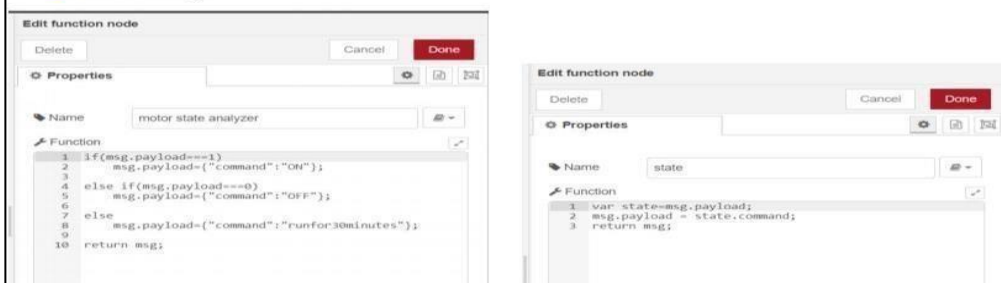 Edit function node
Delete
Cancel
Done
Properties
Name
motor state analyzer
Function
1 if(msg.payload===1)
2 msg.payload={"command":"ON"};
3
4 else if(msg.payload===0)
5 msg.payload={"command":"OFF"};
6
7 else
8 msg.payload={"command":"runfor30minutes"};
9
10 return msg;
Edit function node
Delete
Cancel
Done
Properties
Name
state
Function
1 var state=msg.payload;
2 msg.payload = state.command;
3 return msg;